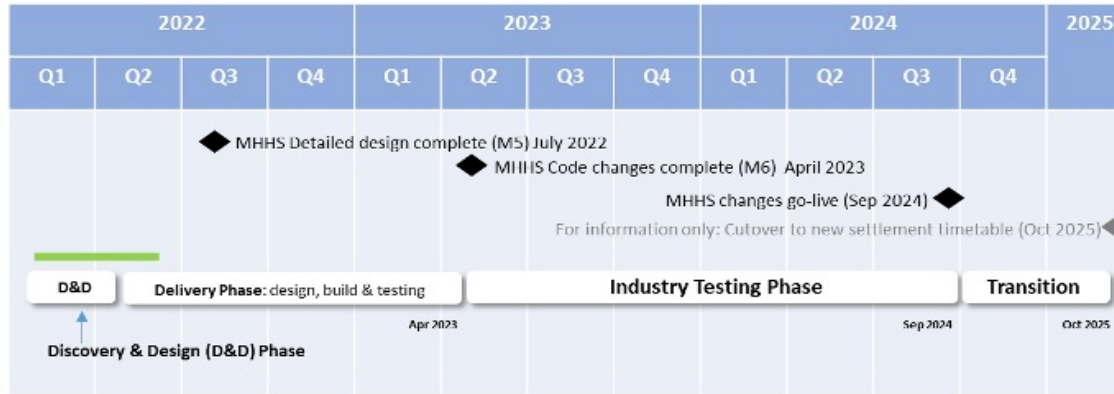 2022 2023 2024 2025
Q1 Q2 Q3 Q4 Q1 Q2 Q3 Q4 Q1 Q2 Q3 Q4
MHHS Detailed design complete (M5) July 2022
MHHS Code changes complete (M6) April 2023
MHHS changes go-live (Sep 2024)
For information only: Cutover to new settlement timetable (Oct 2025)
D&D Delivery Phase: design, build & testing Industry Testing Phase Transition
Apr 2023 Sep 2024 Oct 2025
Discovery & Design (D&D) Phase